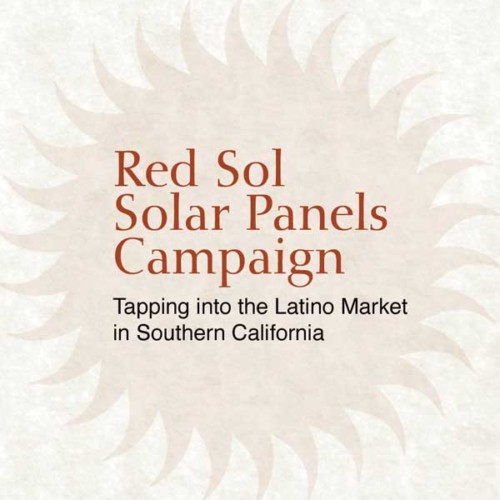 Red Sol
Solar Panels
Campaign
Tapping into the Latino Market
in Southern California